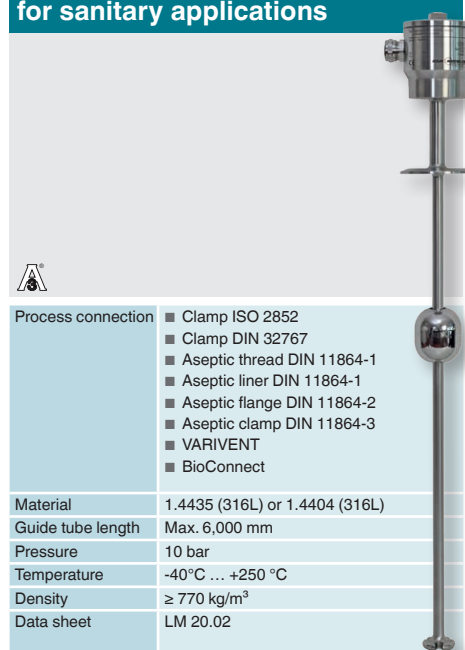 for sanitary applications
Process connection ■ Clamp ISO 2852
■ Clamp DIN 32767
■ Aseptic thread DIN 11864-1
■ Aseptic liner DIN 11864-1
■ Aseptic flange DIN 11864-2
■ Aseptic clamp DIN 11864-3
■ VARIVENT
■ BioConnect
Material 1.4435 (316L) or 1.4404 (316L)
Guide tube length Max. 6,000 mm
Pressure 10 bar
Temperature -40°C … +250 °C
Density ≥ 770 kg/m³
Data sheet LM 20.02